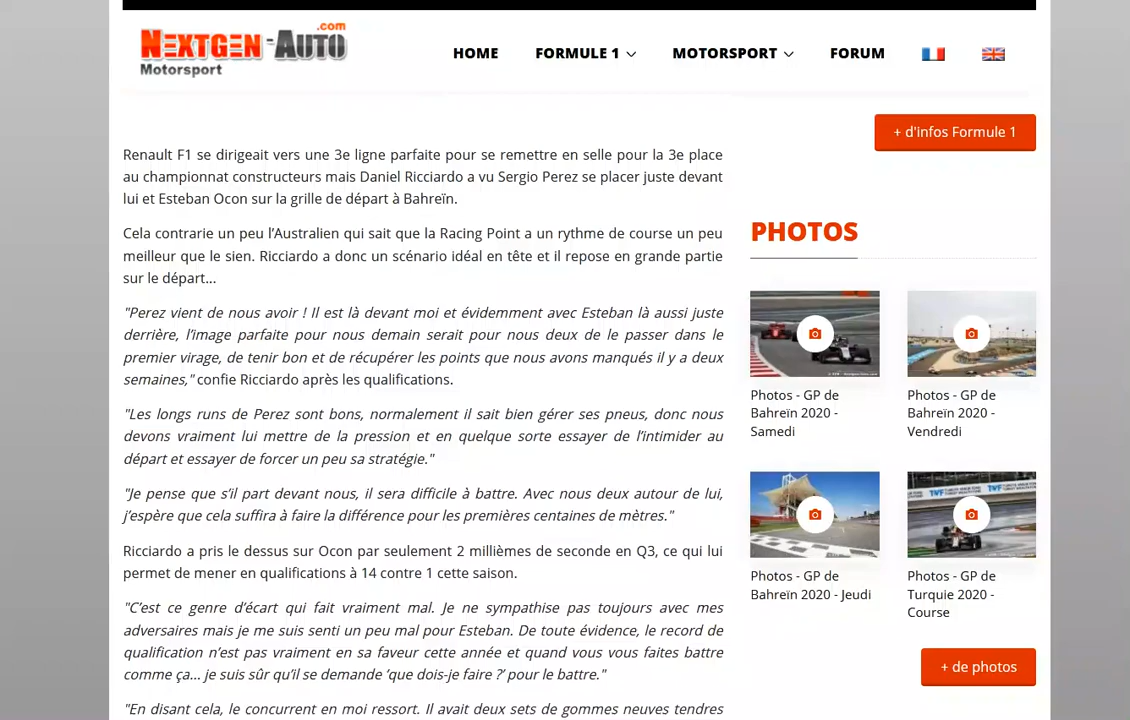 NEXTGEN-AUTO.com
Motorsport
HOME
FORMULE 1
MOTORSPORT
FORUM
+ d'infos Formule 1
Renault F1 se dirigeait vers une 3e ligne parfaite pour se remettre en selle pour la 3e place
au championnat constructeurs mais Daniel Ricciardo a vu Sergio Perez se placer juste devant
lui et Esteban Ocon sur la grille de départ à Bahreïn.
Cela contrarie un peu l’Australien qui sait que la Racing Point a un rythme de course un peu
meilleur que le sien. Ricciardo a donc un scénario idéal en tête et il repose en grande partie
sur le départ...
"Perez vient de nous avoir ! Il est là devant moi et évidemment avec Esteban là aussi juste
derrière, l’image parfaite pour nous demain serait pour nous deux de le passer dans le
premier virage, de tenir bon et de récupérer les points que nous avons manqués il y a deux
semaines," confie Ricciardo après les qualifications.
"Les longs runs de Perez sont bons, normalement il sait bien gérer ses pneus, donc nous
devons vraiment lui mettre de la pression et en quelque sorte essayer de l’intimider au
départ et essayer de forcer un peu sa stratégie."
"Je pense que s’il part devant nous, il sera difficile à battre. Avec nous deux autour de lui,
j’espère que cela suffira à faire la différence pour les premières centaines de mètres."
Ricciardo a pris le dessus sur Ocon par seulement 2 millièmes de seconde en Q3, ce qui lui
permet de mener en qualifications à 14 contre 1 cette saison.
"C’est ce genre d’écart qui fait vraiment mal. Je ne sympathise pas toujours avec mes
adversaires mais je me suis senti un peu mal pour Esteban. De toute évidence, le record de
qualification n’est pas vraiment en sa faveur cette année et quand vous vous faites battre
comme ça... je suis sûr qu’il se demande ‘que dois-je faire ?’ pour le battre."
"En disant cela, le concurrent en moi ressort. Il avait deux sets de gommes neuves tendres
PHOTOS
Photos - GP de
Bahreïn 2020 -
Samedi
Photos - GP de
Bahreïn 2020 -
Vendredi
Photos - GP de
Bahreïn 2020 - Jeudi
Photos - GP de
Turquie 2020 -
Course
+ de photos